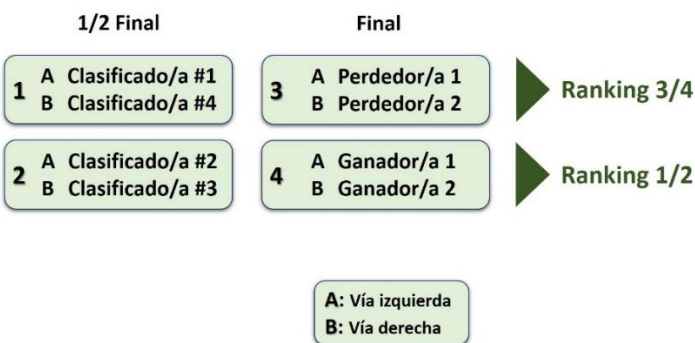 1/2 Final
Final
1 A Clasificado/a #1
B Clasificado/a #4
3 A Perdedor/a 1
B Perdedor/a 2
Ranking 3/4
2 A Clasificado/a #2
B Clasificado/a #3
4 A Ganador/a 1
B Ganador/a 2
Ranking 1/2
A: Vía izquierda
B: Vía derecha